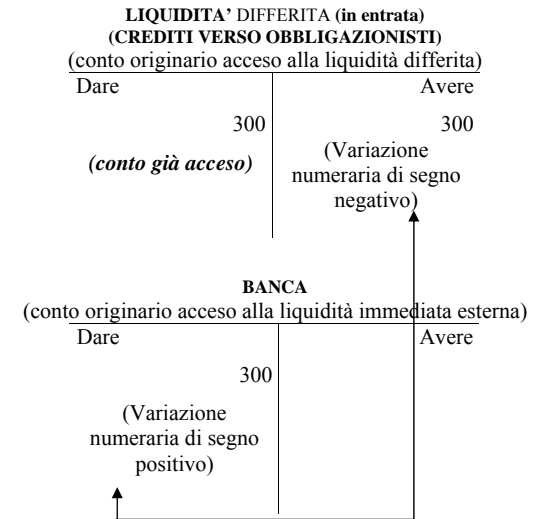 LIQUIDITA’ DIFFERITA (in entrata)
(CREDITI VERSO OBBLIGAZIONISTI)
(conto originario acceso alla liquidità differita)
Dare Avere
300 300
(conto già acceso)
(Variazione
numeraria di segno
negativo)
BANCA
(conto originario acceso alla liquidità immediata esterna)
Dare Avere
300
(Variazione
numeraria di segno
positivo)